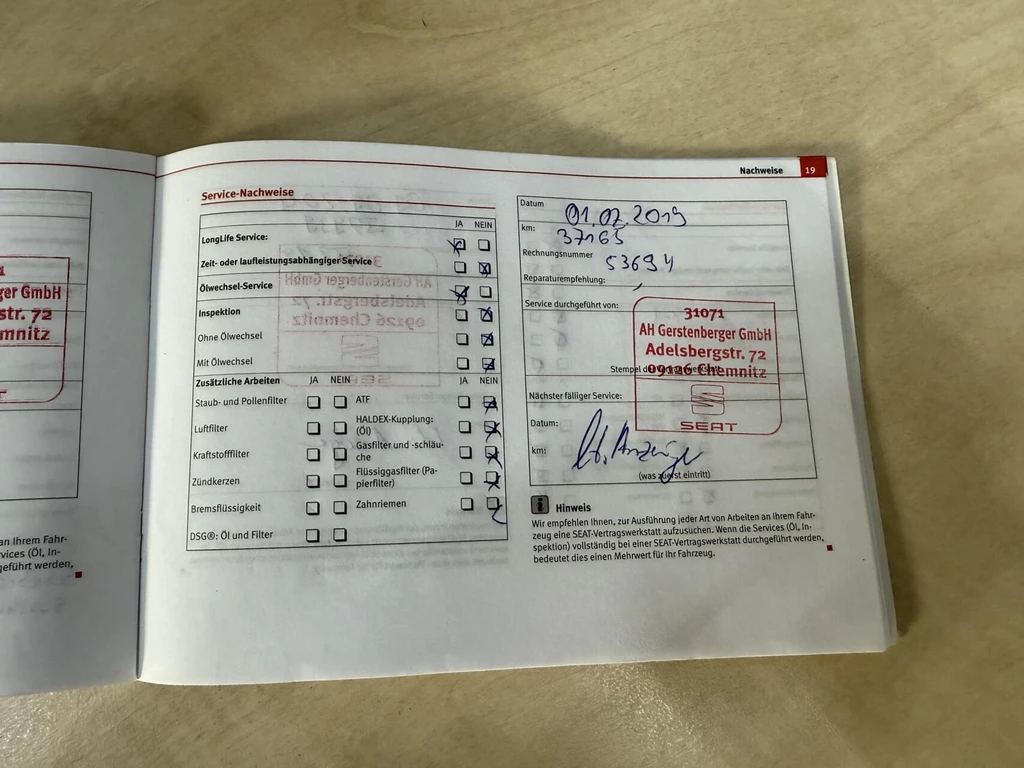 1
ger GmbH
str. 72
mnitz
an Ihrem Fahr-
vices (Öl, In-
geführt werden,
Nachweise 19
Service-Nachweise
JA NEIN
LongLife Service:
Zeit- oder laufleistungsabhängiger Service
Ölwechsel-Service
Inspektion
Ohne Ölwechsel
Mit Ölwechsel
Zusätzliche Arbeiten JA NEIN JA NEIN
Staub- und Pollenfilter ATF
Luftfilter HALDEX-Kupplung:
(Öl)
Kraftstofffilter Gasfilter und -schläu-
che
Zündkerzen Flüssiggasfilter (Pa-
pierfilter)
Bremsflüssigkeit Zahnriemen
DSG®: Öl und Filter
Datum 01.02.2019
km: 37165
Rechnungsnummer 53694
Reparaturempfehlung:
Service durchgeführt von:
31071
AH Gerstenberger GmbH
Adelsbergstr. 72
09126 Chemnitz
SEAT
Nächster fälliger Service:
Datum:
km: lt. Anzeige
(was zuerst eintritt)
i Hinweis
Wir empfehlen Ihnen, zur Ausführung jeder Art von Arbeiten an Ihrem Fahr-
zeug eine SEAT-Vertragswerkstatt aufzusuchen. Wenn die Services (Öl, In-
spektion) vollständig bei einer SEAT-Vertragswerkstatt durchgeführt werden,
bedeutet dies einen Mehrwert für Ihr Fahrzeug.